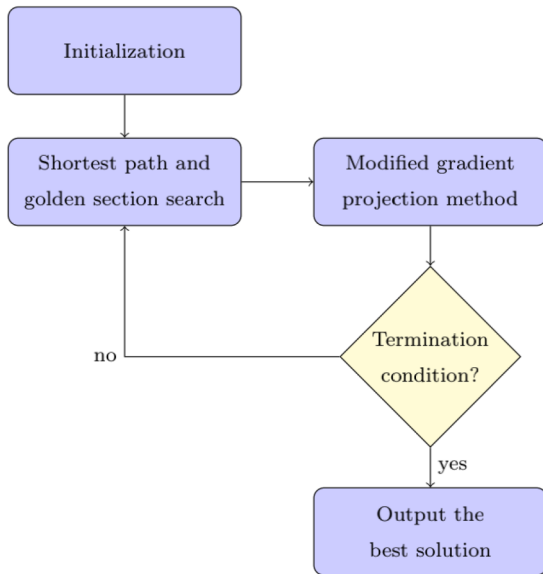 Initialization
Shortest path and
golden section search
Modified gradient
projection method
Termination
condition?
no
yes
Output the
best solution